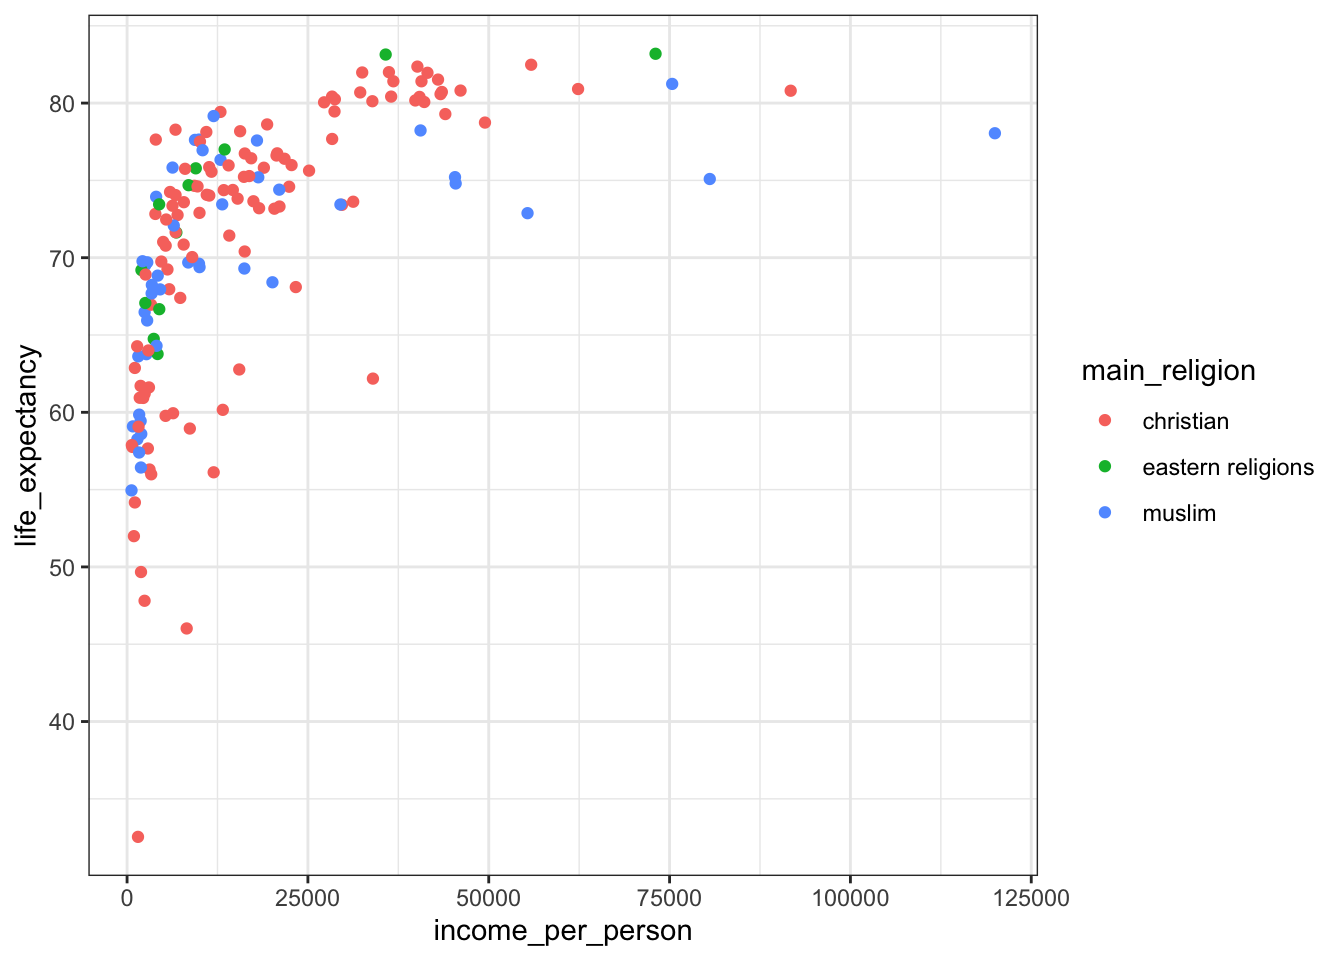 80
70
60
50
40
life_expectancy
0 25000 50000 75000 100000 125000
income_per_person
main_religion
christian
eastern religions
muslim